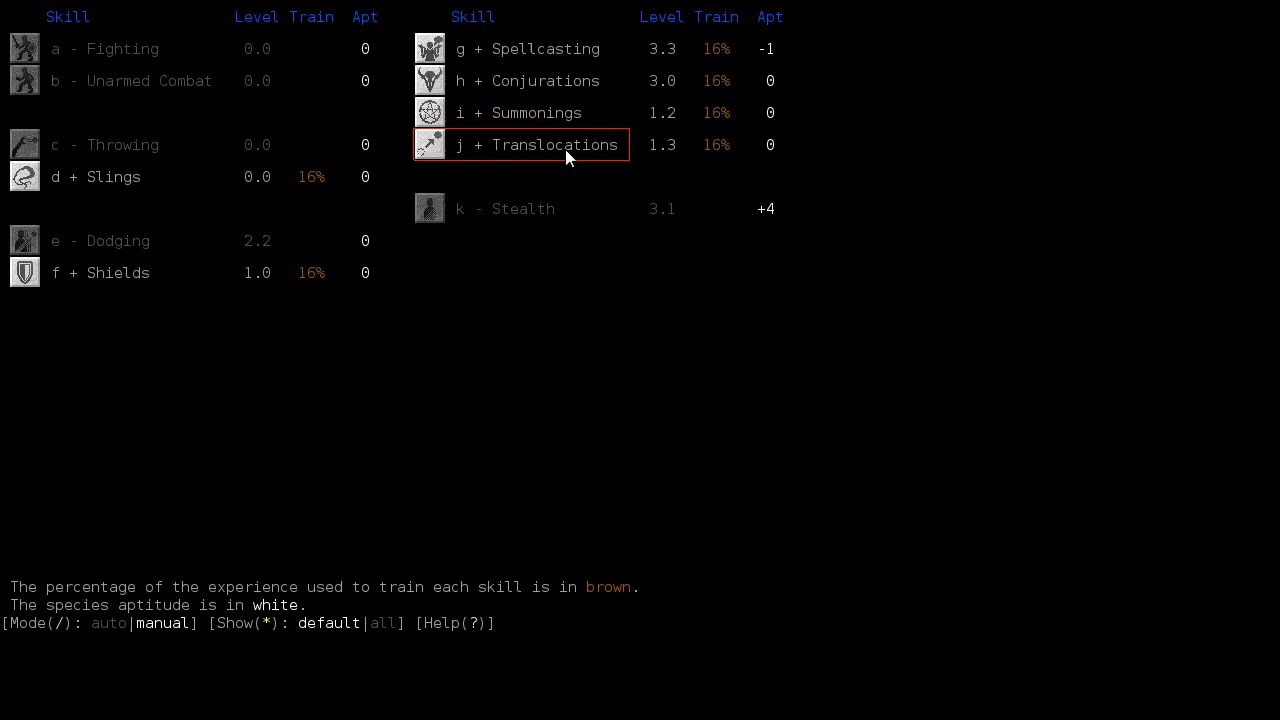 Skill Level Train Apt Skill Level Train Apt
a - Fighting 0.0 0 g + Spellcasting 3.3 16% -1
b - Unarmed Combat 0.0 0 h + Conjurations 3.0 16% 0
i + Summonings 1.2 16% 0
c - Throwing 0.0 0 j + Translocations 1.3 16% 0
d + Slings 0.0 16% 0
k - Stealth 3.1 +4
e - Dodging 2.2 0
f + Shields 1.0 16% 0
The percentage of the experience used to train each skill is in brown.
The species aptitude is in white.
[Mode(/): auto|manual] [Show(*): default|all] [Help(?)]